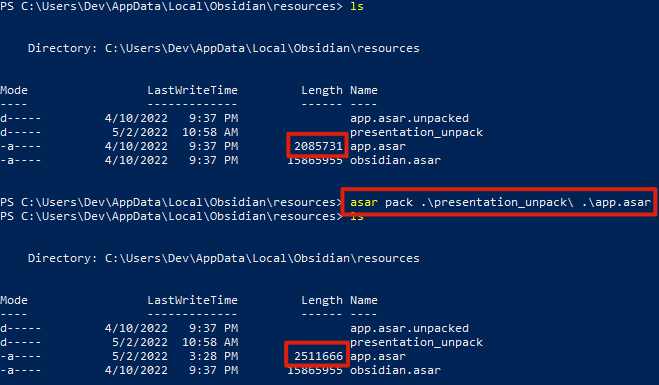 PS C:\Users\Dev\AppData\Local\Obsidian\resources> ls
Directory: C:\Users\Dev\AppData\Local\Obsidian\resources
Mode                LastWriteTime         Length Name
----                -------------         ------ ----
d-----        4/10/2022   9:37 PM                app.asar.unpacked
d-----         5/2/2022  10:58 AM                presentation_unpack
-a----        4/10/2022   9:37 PM        2085731 app.asar
-a----        4/10/2022   9:37 PM       15865955 obsidian.asar
PS C:\Users\Dev\AppData\Local\Obsidian\resources> asar pack .\presentation_unpack\ .\app.asar
PS C:\Users\Dev\AppData\Local\Obsidian\resources> ls
Directory: C:\Users\Dev\AppData\Local\Obsidian\resources
Mode                LastWriteTime         Length Name
----                -------------         ------ ----
d-----        4/10/2022   9:37 PM                app.asar.unpacked
d-----         5/2/2022  10:58 AM                presentation_unpack
-a----         5/2/2022   3:28 PM        2511666 app.asar
-a----        4/10/2022   9:37 PM       15865955 obsidian.asar